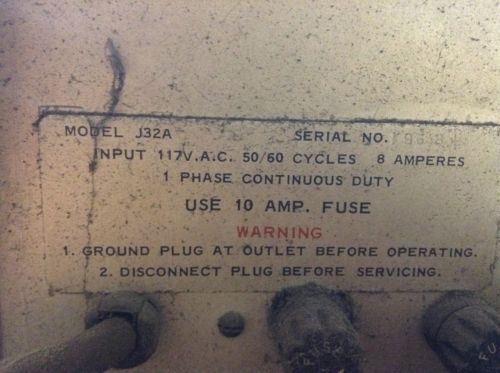 MODEL J32A SERIAL NO.
INPUT 117V.A.C. 50/60 CYCLES 8 AMPERES
1 PHASE CONTINUOUS DUTY
USE 10 AMP. FUSE
WARNING
1. GROUND PLUG AT OUTLET BEFORE OPERATING.
2. DISCONNECT PLUG BEFORE SERVICING.
FU